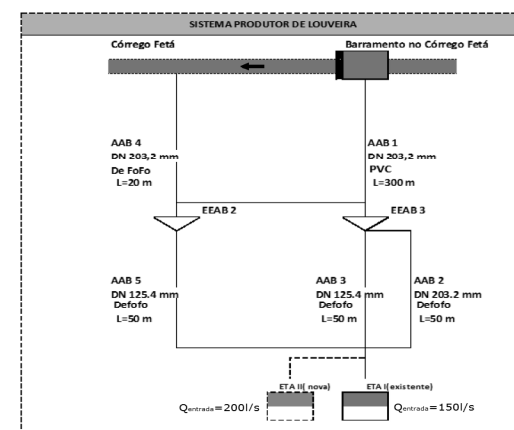 SISTEMA PRODUTOR DE LOUVEIRA
Córrego Fetá
Barramento no Córrego Fetá
AAB 4
DN 203,2 mm
De FoFo
L=20 m
AAB 1
DN 203,2 mm
PVC
L=300 m
EEAB 2
EEAB 3
AAB 5
DN 125.4 mm
Defofo
L=50 m
AAB 3
DN 125.4 mm
Defofo
L=50 m
AAB 2
DN 203.2 mm
Defofo
L=50 m
ETA II( nova)
ETA I(existente)
Qentrada=200l/s
Qentrada=150l/s